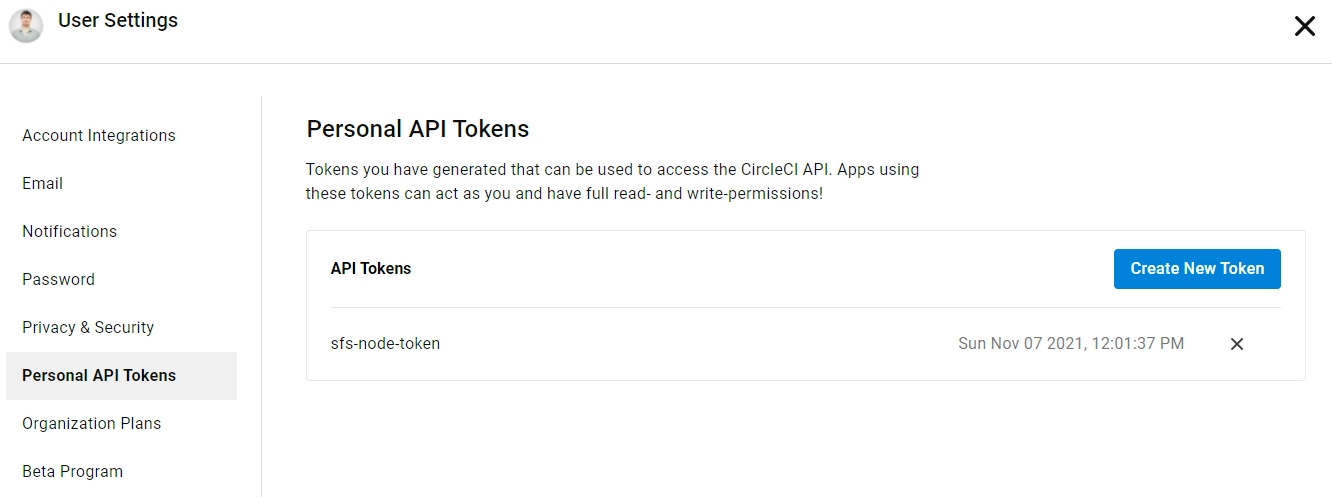 User Settings
Account Integrations
Email
Notifications
Password
Privacy & Security
Personal API Tokens
Organization Plans
Beta Program
Personal API Tokens
Tokens you have generated that can be used to access the CircleCI API. Apps using
these tokens can act as you and have full read- and write-permissions!
API Tokens
Create New Token
sfs-node-token
Sun Nov 07 2021, 12:01:37 PM